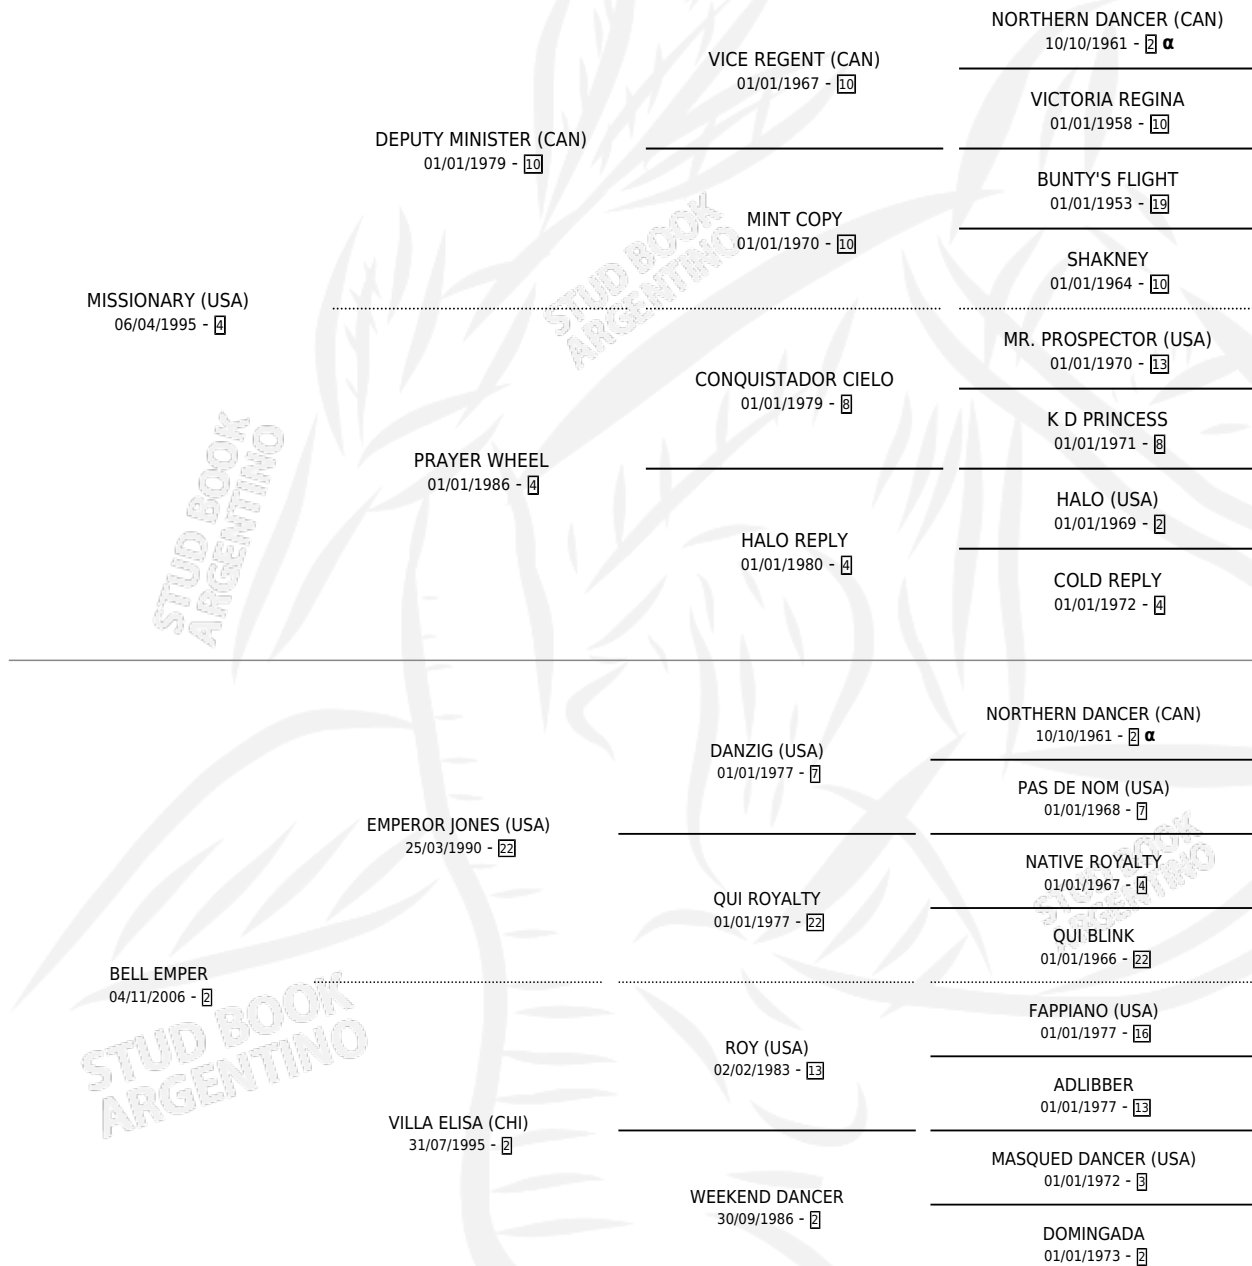 NORTHERN DANCER (CAN)
10/10/1961 - 2 α
VICE REGENT (CAN)
01/01/1967 - 10
VICTORIA REGINA
01/01/1958 - 10
DEPUTY MINISTER (CAN)
01/01/1979 - 10
BUNTY'S FLIGHT
01/01/1953 - 19
MINT COPY
01/01/1970 - 10
SHAKNEY
01/01/1964 - 10
MISSIONARY (USA)
06/04/1995 - 4
MR. PROSPECTOR (USA)
01/01/1970 - 13
CONQUISTADOR CIELO
01/01/1979 - 8
K D PRINCESS
01/01/1971 - 8
PRAYER WHEEL
01/01/1986 - 4
HALO (USA)
01/01/1969 - 2
HALO REPLY
01/01/1980 - 4
COLD REPLY
01/01/1972 - 4
NORTHERN DANCER (CAN)
10/10/1961 - 2 α
DANZIG (USA)
01/01/1977 - 7
PAS DE NOM (USA)
01/01/1968 - 7
EMPEROR JONES (USA)
25/03/1990 - 22
NATIVE ROYALTY
01/01/1967 - 4
QUI ROYALTY
01/01/1977 - 22
QUI BLINK
01/01/1966 - 22
BELL EMPER
04/11/2006 - 2
FAPPIANO (USA)
01/01/1977 - 16
ROY (USA)
02/02/1983 - 13
ADLIBBER
01/01/1977 - 13
VILLA ELISA (CHI)
31/07/1995 - 2
MASQUED DANCER (USA)
01/01/1972 - 3
WEEKEND DANCER
30/09/1986 - 2
DOMINGADA
01/01/1973 - 2
STUD BOOK
ARGENTINO
STUD BOOK
ARGENTINO
STUD BOOK
ARGENTINO
STUD BOOK
ARGENTINO